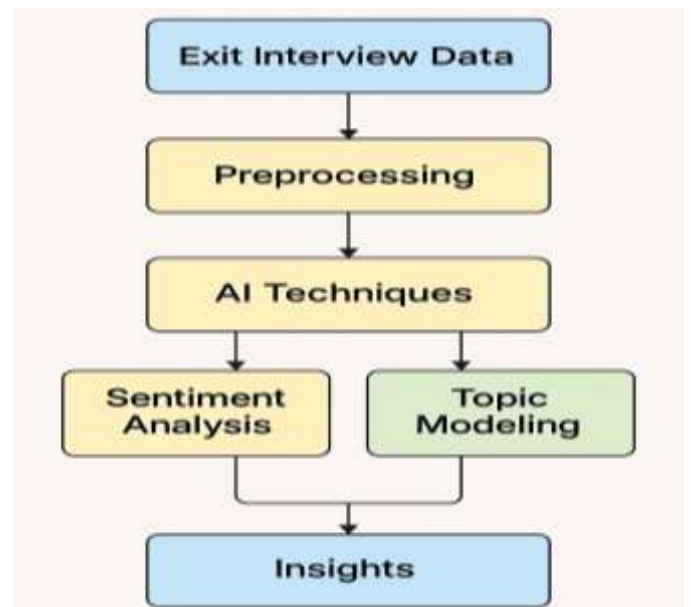 Exit Interview Data
Preprocessing
AI Techniques
Sentiment
Analysis
Topic
Modeling
Insights